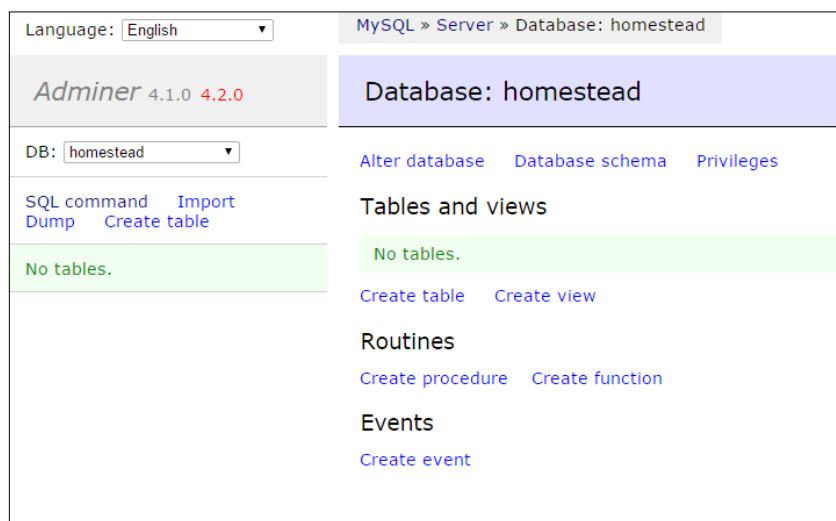 Language: English
Adminer 4.1.0 4.2.0
DB: homestead
SQL command Import
Dump Create table
No tables.
MySQL » Server » Database: homestead
Database: homestead
Alter database Database schema Privileges
Tables and views
No tables.
Create table Create view
Routines
Create procedure Create function
Events
Create event